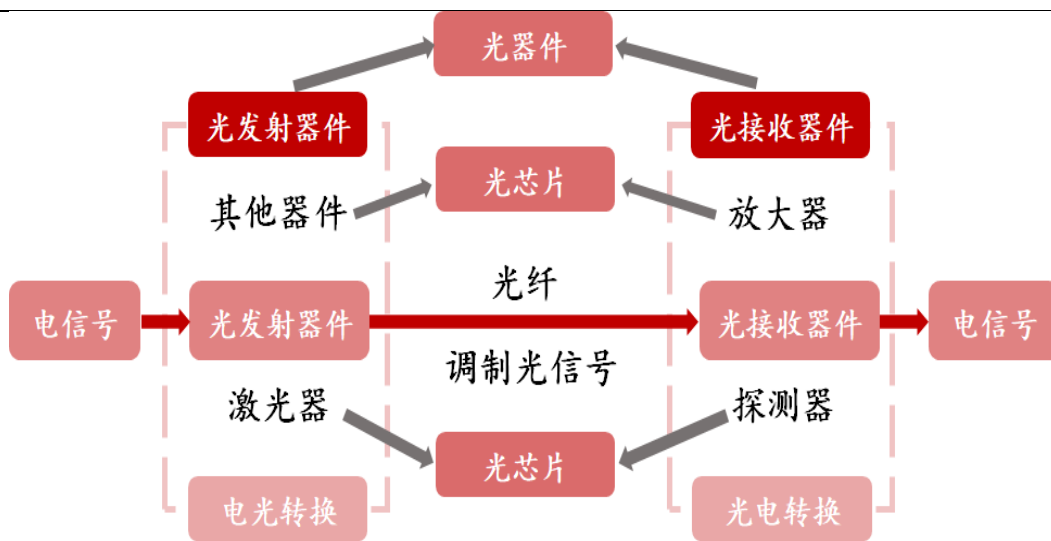 光器件
光发射器件
光接收器件
光芯片
其他器件
放大器
光纤
电信号
光发射器件
光接收器件
电信号
调制光信号
激光器
探测器
光芯片
电光转换
光电转换